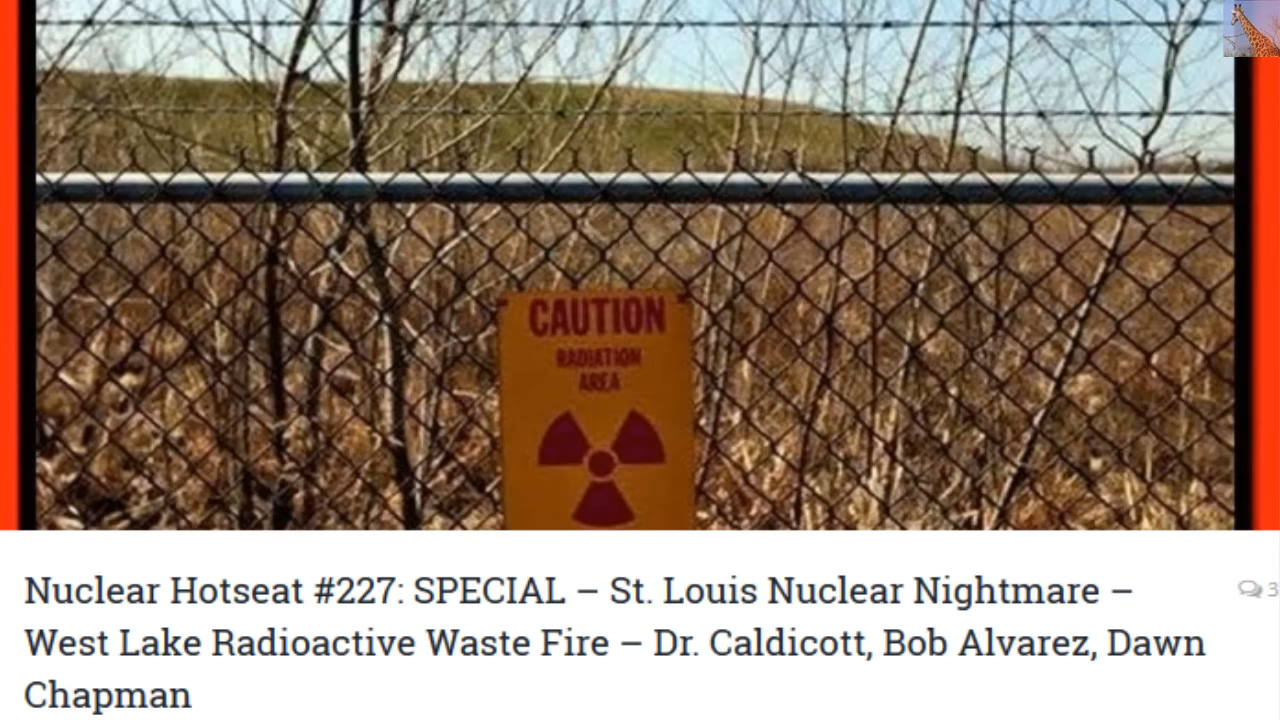 CAUTION
RADIATION
AREA
Nuclear Hotseat #227: SPECIAL – St. Louis Nuclear Nightmare –
3
West Lake Radioactive Waste Fire – Dr. Caldicott, Bob Alvarez, Dawn
Chapman